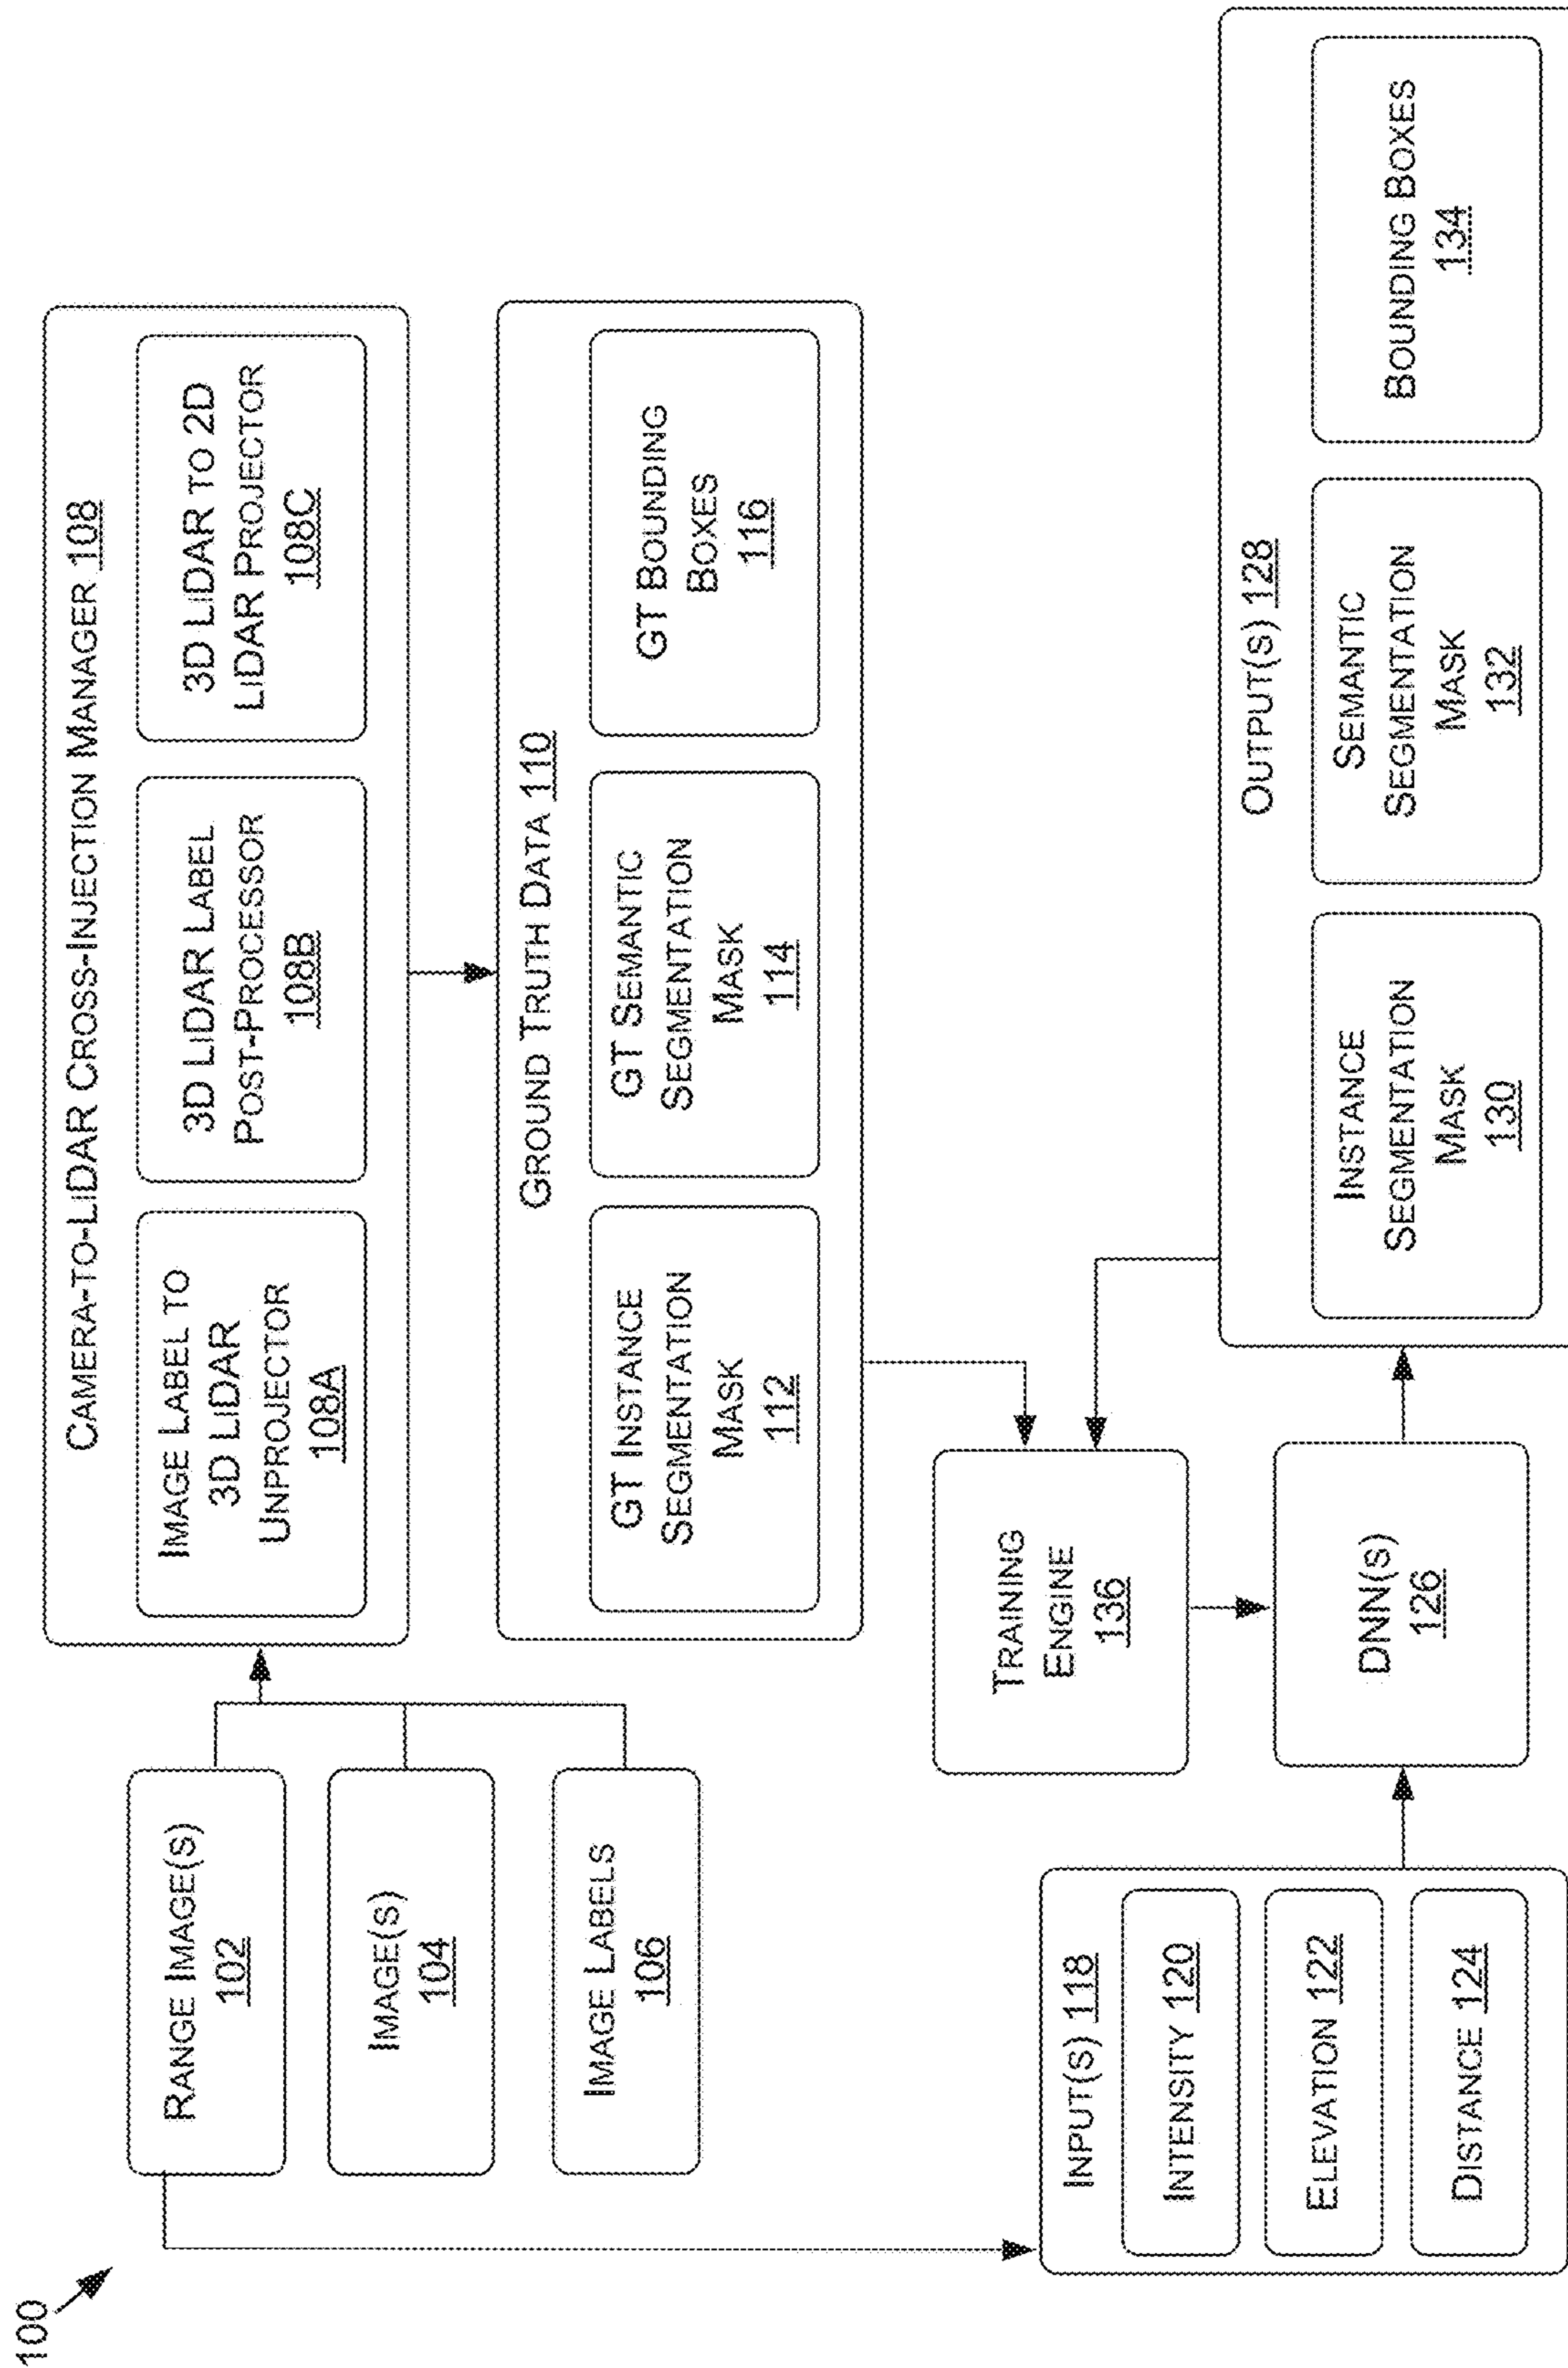 100
RANGE IMAGE(S)
102
IMAGE(S)
104
IMAGE LABELS
106
CAMERA-TO-LIDAR CROSS-INJECTION MANAGER 108
IMAGE LABEL TO
3D LIDAR
UNPROJECTOR
108A
3D LIDAR LABEL
POST-PROCESSOR
108B
3D LIDAR TO 2D
LIDAR PROJECTOR
108C
GROUND TRUTH DATA 110
GT INSTANCE
SEGMENTATION
MASK
112
GT SEMANTIC
SEGMENTATION
MASK
114
GT BOUNDING
BOXES
116
TRAINING
ENGINE
136
INPUT(S) 118
INTENSITY 120
ELEVATION 122
DISTANCE 124
DNN(S)
126
OUTPUT(S) 128
INSTANCE
SEGMENTATION
MASK
130
SEMANTIC
SEGMENTATION
MASK
132
BOUNDING BOXES
134